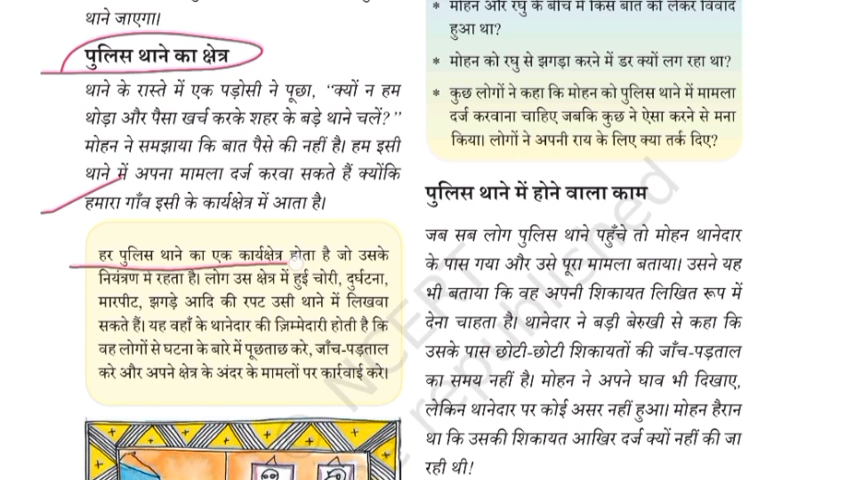 थाने जाएगा।
पुलिस थाने का क्षेत्र
थाने के रास्ते में एक पड़ोसी ने पूछा, “क्यों न हम
थोड़ा और पैसा खर्च करके शहर के बड़े थाने चलें?”
मोहन ने समझाया कि बात पैसे की नहीं है। हम इसी
थाने में अपना मामला दर्ज करवा सकते हैं क्योंकि
हमारा गाँव इसी के कार्यक्षेत्र में आता है।
हर पुलिस थाने का एक कार्यक्षेत्र होता है जो उसके
नियंत्रण में रहता है। लोग उस क्षेत्र में हुई चोरी, दुर्घटना,
मारपीट, झगड़े आदि की रपट उसी थाने में लिखवा
सकते हैं। यह वहाँ के थानेदार की ज़िम्मेदारी होती है कि
वह लोगों से घटना के बारे में पूछताछ करे, जाँच-पड़ताल
करे और अपने क्षेत्र के अंदर के मामलों पर कार्रवाई करे।
* मोहन और रघु के बीच में किस बात को लेकर विवाद
हुआ था?
* मोहन को रघु से झगड़ा करने में डर क्यों लग रहा था?
* कुछ लोगों ने कहा कि मोहन को पुलिस थाने में मामला
दर्ज करवाना चाहिए जबकि कुछ ने ऐसा करने से मना
किया। लोगों ने अपनी राय के लिए क्या तर्क दिए?
पुलिस थाने में होने वाला काम
जब सब लोग पुलिस थाने पहुँचे तो मोहन थानेदार
के पास गया और उसे पूरा मामला बताया। उसने यह
भी बताया कि वह अपनी शिकायत लिखित रूप में
देना चाहता है। थानेदार ने बड़ी बेरुखी से कहा कि
उसके पास छोटी-छोटी शिकायतों की जाँच-पड़ताल
का समय नहीं है। मोहन ने अपने घाव भी दिखाए,
लेकिन थानेदार पर कोई असर नहीं हुआ। मोहन हैरान
था कि उसकी शिकायत आखिर दर्ज क्यों नहीं की जा
रही थी!
© NCERT
republished